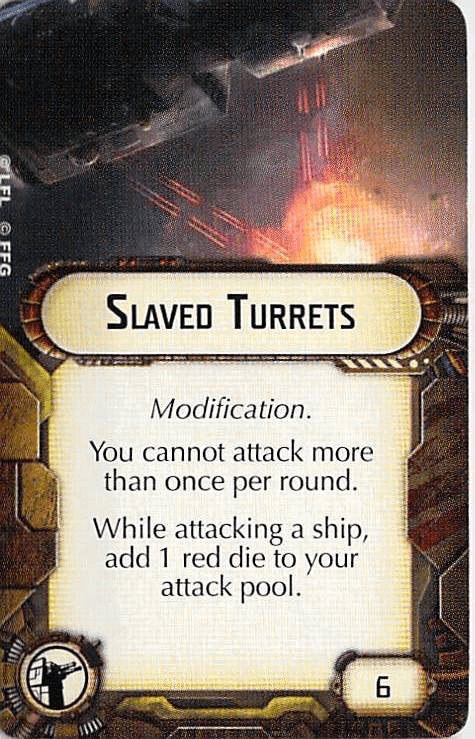 © LFL © FFG
Slaved Turrets
Modification.
You cannot attack more
than once per round.
While attacking a ship,
add 1 red die to your
attack pool.
6